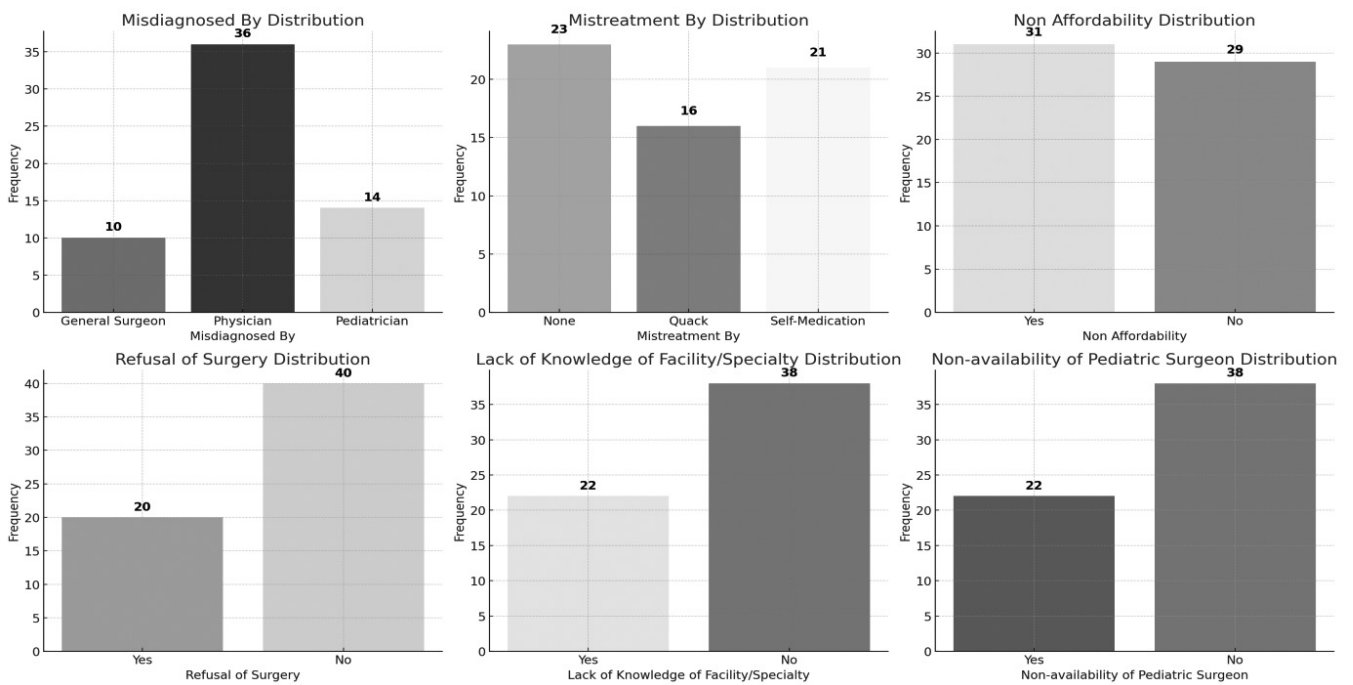 Misdiagnosed By Distribution
36
35
30
25
20
15
10
5
0
Frequency
10
14
General Surgeon
Physician
Pediatrician
Misdiagnosed By
Mistreatment By Distribution
23
21
20
16
15
10
5
0
Frequency
None
Quack
Self-Medication
Mistreatment By
Non Affordability Distribution
31
30
29
25
20
15
10
5
0
Frequency
Yes
No
Non Affordability
Refusal of Surgery Distribution
40
40
35
30
25
20
20
15
10
5
0
Frequency
Yes
No
Refusal of Surgery
Lack of Knowledge of Facility/Specialty Distribution
38
35
30
25
22
20
15
10
5
0
Frequency
Yes
No
Lack of Knowledge of Facility/Specialty
Non-availability of Pediatric Surgeon Distribution
38
35
30
25
22
20
15
10
5
0
Frequency
Yes
No
Non-availability of Pediatric Surgeon